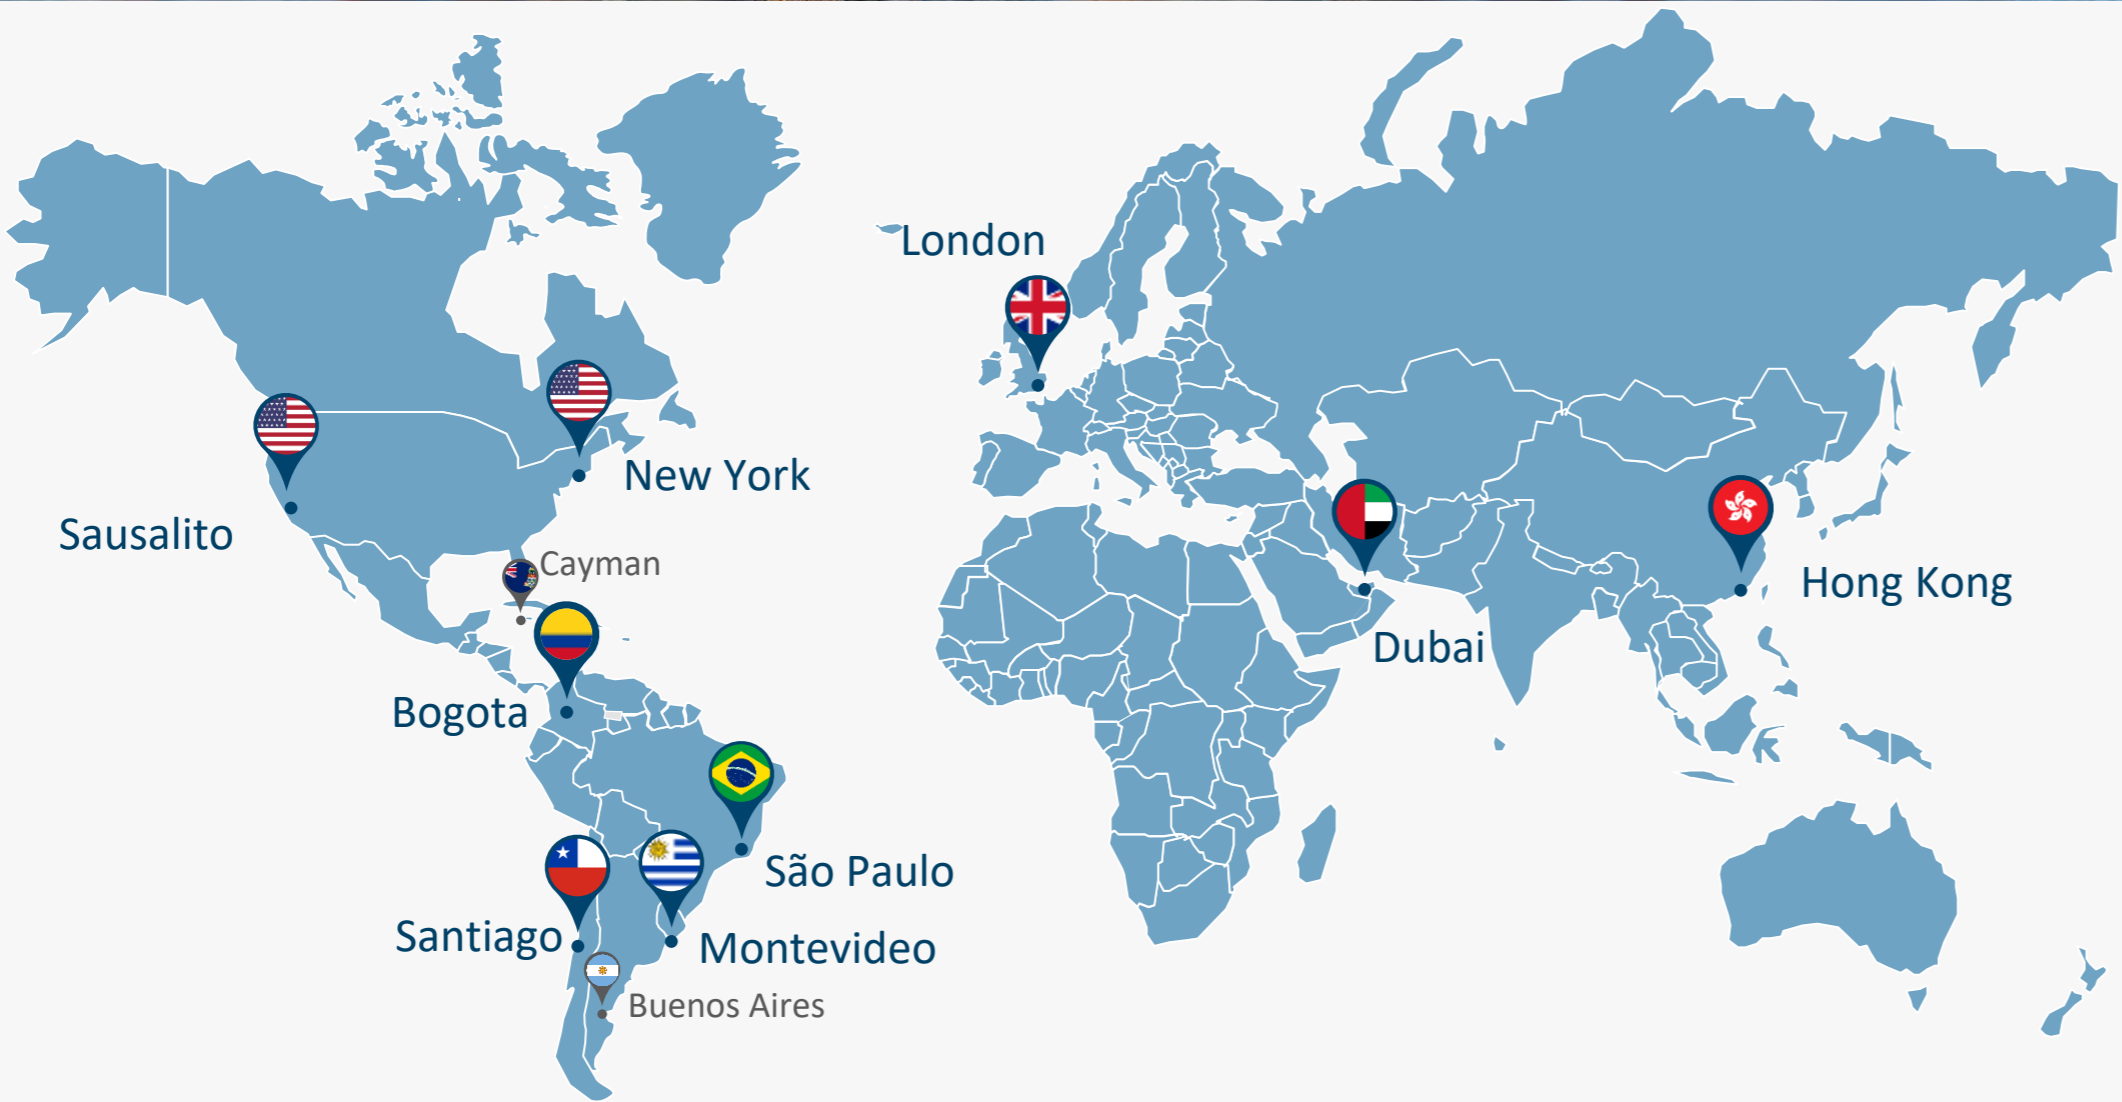 London
New York
Sausalito
Cayman
Hong Kong
Dubai
Bogota
São Paulo
Santiago
Montevideo
Buenos Aires